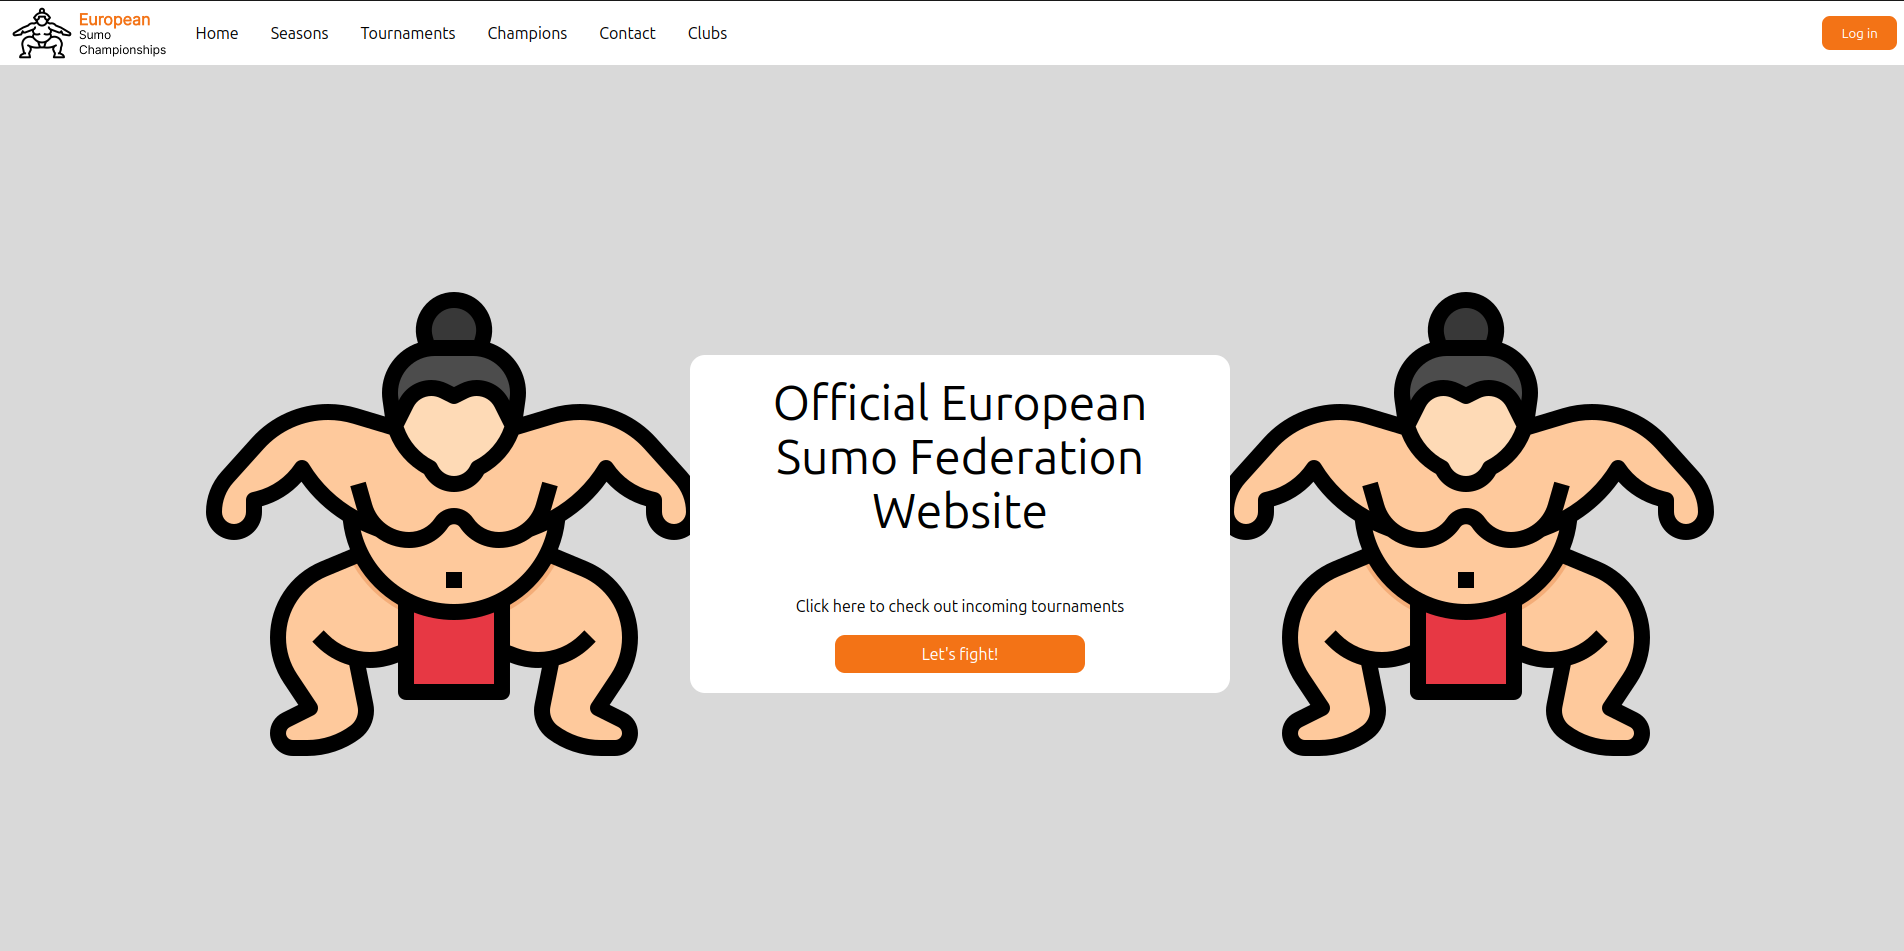 European
Sumo
Championships
Home Seasons Tournaments Champions Contact Clubs
Log in
Official European
Sumo Federation
Website
Click here to check out incoming tournaments
Let's fight!